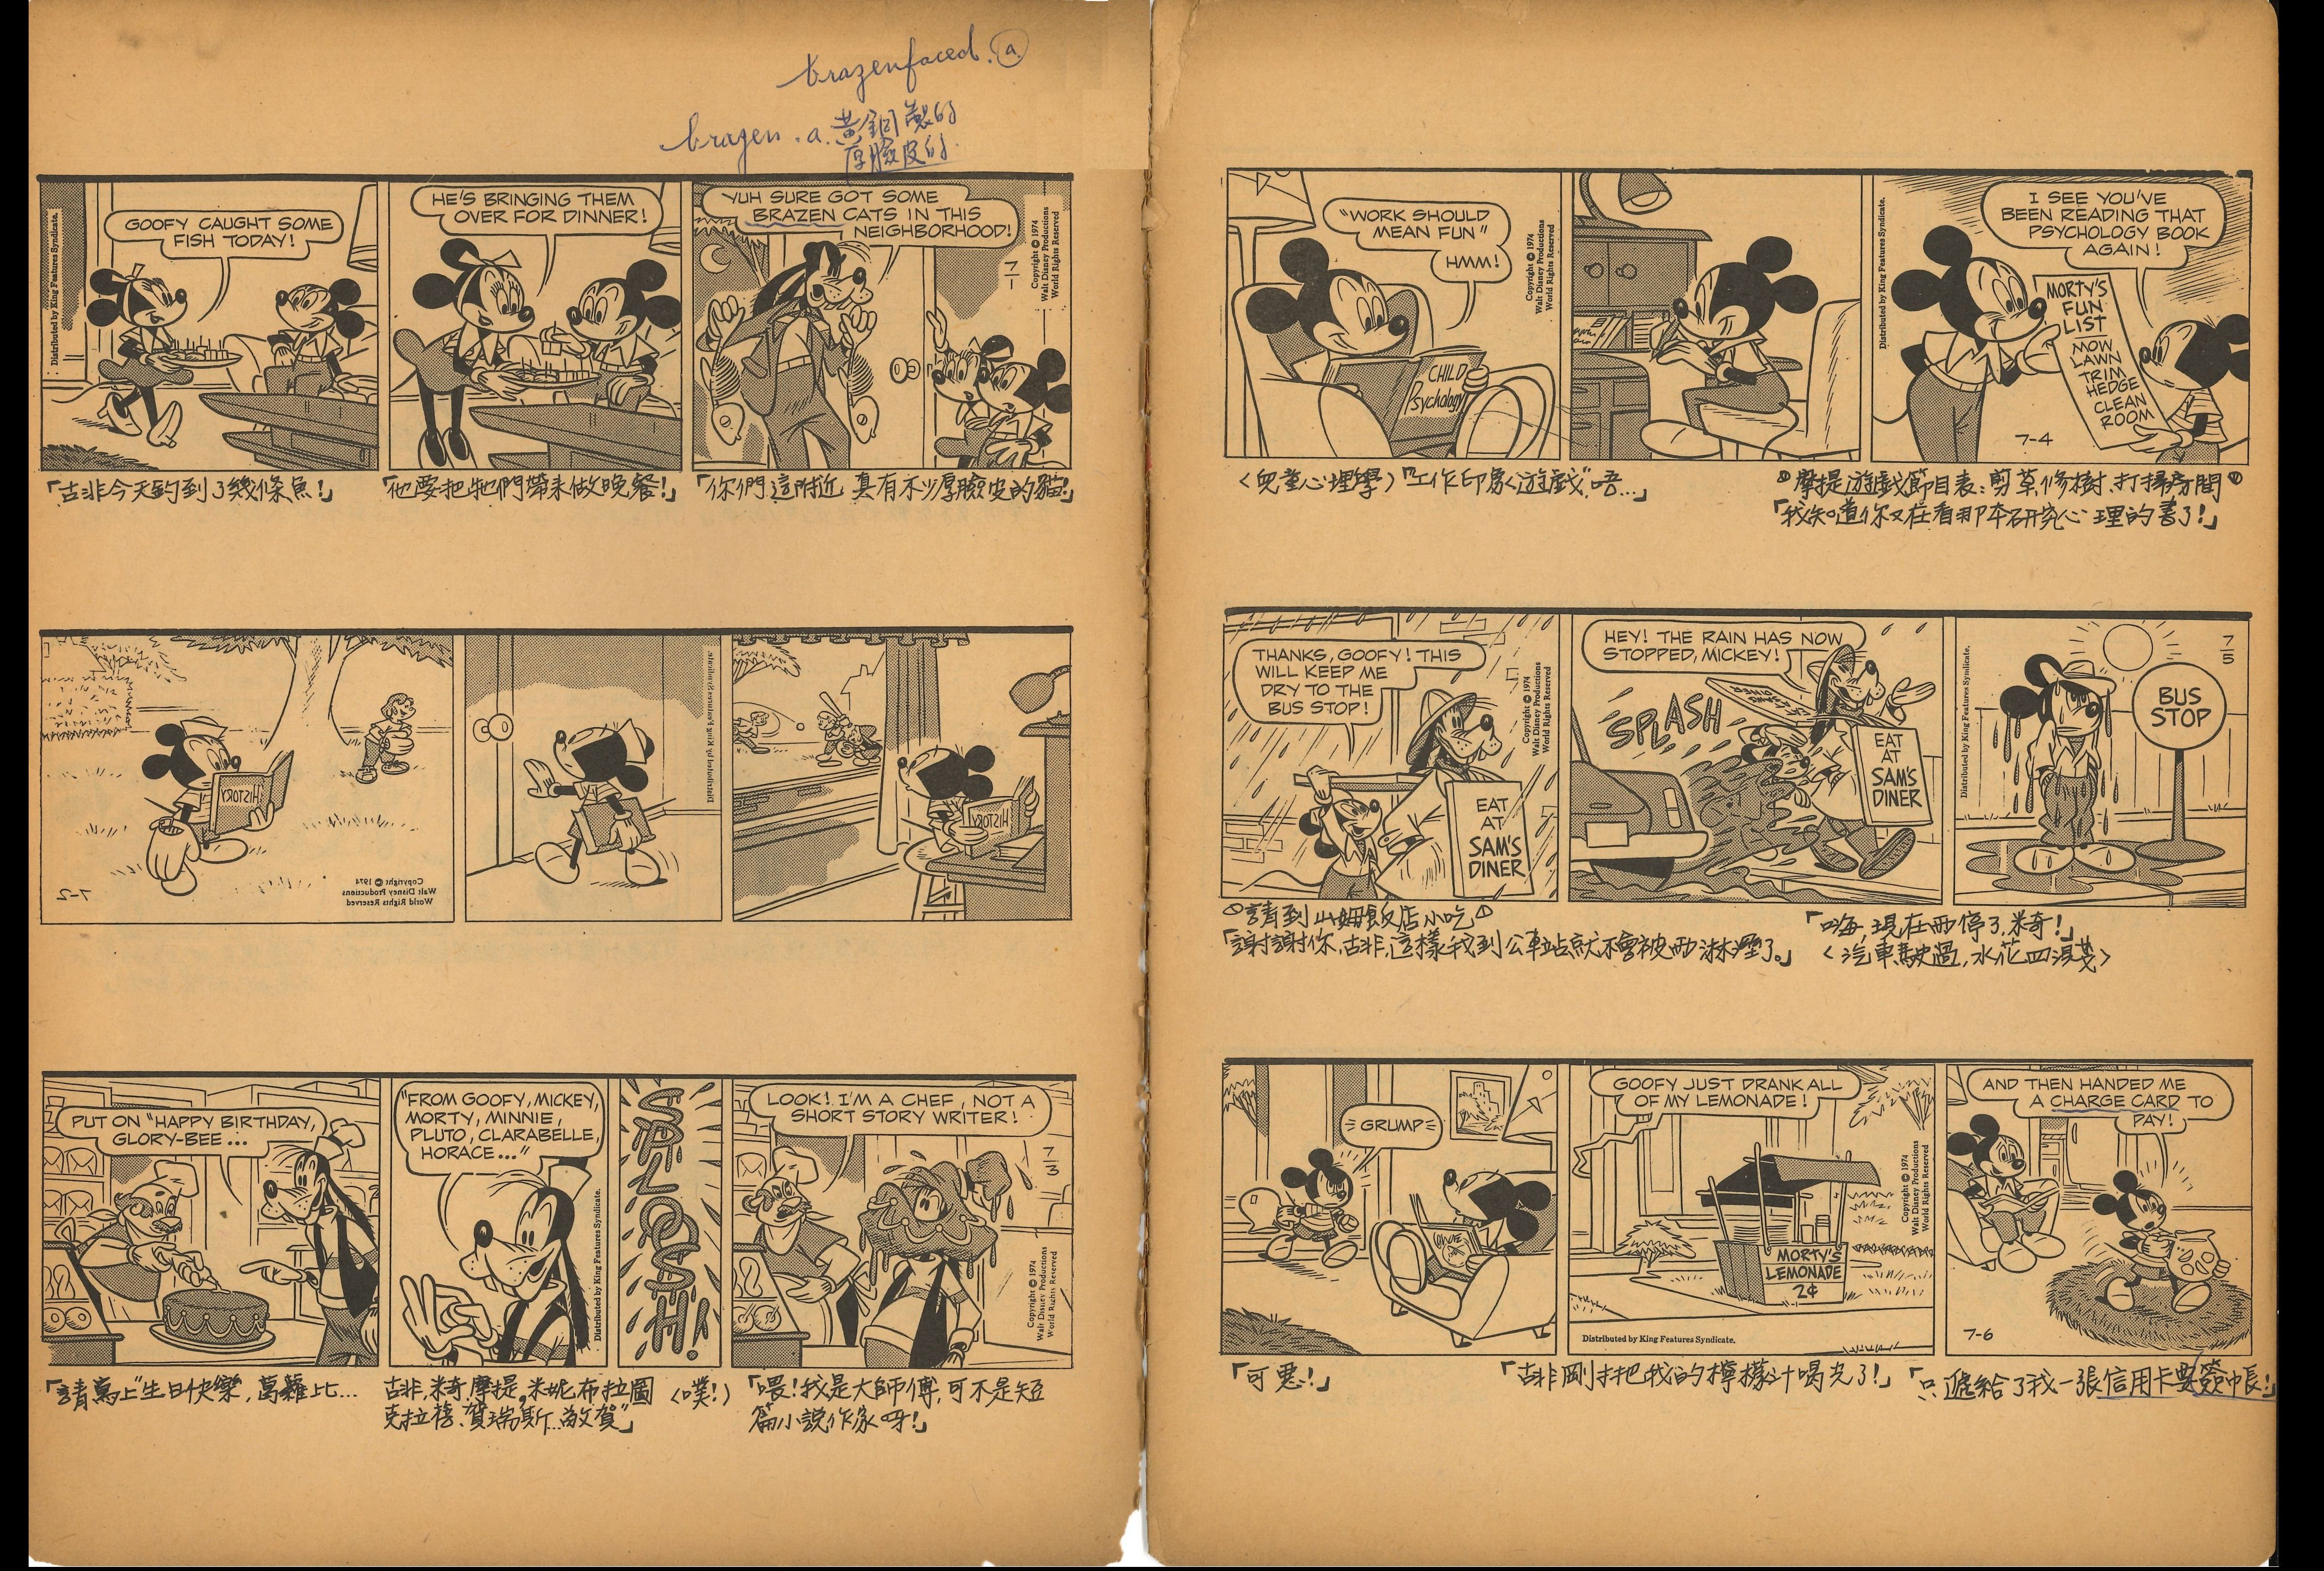 brazenfaced. a.
brazen. a. 黃銅製的
厚臉皮的.
Distributed by King Features Syndicate.
GOOFY CAUGHT SOME
FISH TODAY!
HE'S BRINGING THEM
OVER FOR DINNER!
YUH SURE GOT SOME
BRAZEN CATS IN THIS
NEIGHBORHOOD!
7-1
Copyright © 1974
Walt Disney Productions
World Rights Reserved
「古非今天釣到了幾條魚!」
「他要把牠們帶來做晚餐!」
「你們這附近真有不少厚臉皮的貓!」
HISTORY
7-2
Copyright © 1974
Walt Disney Productions
World Rights Reserved
Distributed by King Features Syndicate.
HISTORY
PUT ON "HAPPY BIRTHDAY,
GLORY-BEE...
"FROM GOOFY, MICKEY,
MORTY, MINNIE,
PLUTO, CLARABELLE,
HORACE..."
Distributed by King Features Syndicate.
SPLOOSH!
LOOK! I'M A CHEF, NOT A
SHORT STORY WRITER!
7-3
Copyright © 1974
Walt Disney Productions
World Rights Reserved
「請寫上"生日快樂,葛蘿比...
古非,米奇,摩提,米妮,布拉圖
克拉蓓、賀瑞斯...敬賀"」
(噗!)
「喂!我是大師傅,可不是短
篇小說作家呀!」
"WORK SHOULD
MEAN FUN"
HMM!
CHILD
Psychology
Copyright © 1974
Walt Disney Productions
World Rights Reserved
Distributed by King Features Syndicate.
I SEE YOU'VE
BEEN READING THAT
PSYCHOLOGY BOOK
AGAIN!
MORTY'S
FUN
LIST
MOW
LAWN
TRIM
HEDGE
CLEAN
ROOM
7-4
〈兒童心理學〉「"工作即象遊戲",唔...」
"摩提遊戲節目表:剪草,修樹,打掃房間"
「我知道你又在看那本研究心理的書了!」
THANKS, GOOFY! THIS
WILL KEEP ME
DRY TO THE
BUS STOP!
EAT
AT
SAM'S
DINER
Copyright © 1974
Walt Disney Productions
World Rights Reserved
HEY! THE RAIN HAS NOW
STOPPED, MICKEY!
SPLASH
EAT
AT
SAM'S
DINER
Distributed by King Features Syndicate.
BUS
STOP
7-5
"請到山姆飯店小吃"
「謝謝你,古非,這樣我到公車站就不會被雨淋溼了。」
「嗨,現在雨停了,米奇!」
〈汽車駛過,水花四濺〉
GRUMP
GOOFY JUST DRANK ALL
OF MY LEMONADE!
MORTY'S
LEMONADE
2¢
Distributed by King Features Syndicate.
Copyright © 1974
Walt Disney Productions
World Rights Reserved
AND THEN HANDED ME
A CHARGE CARD TO
PAY!
7-6
「可惡!」
「古非剛才把我的檸檬汁喝光了!」
「只遞給了我一張信用卡要簽帳!」